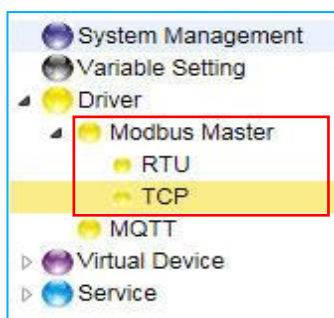 System Management
Variable Setting
Driver
Modbus Master
RTU
TCP
MQTT
Virtual Device
Service